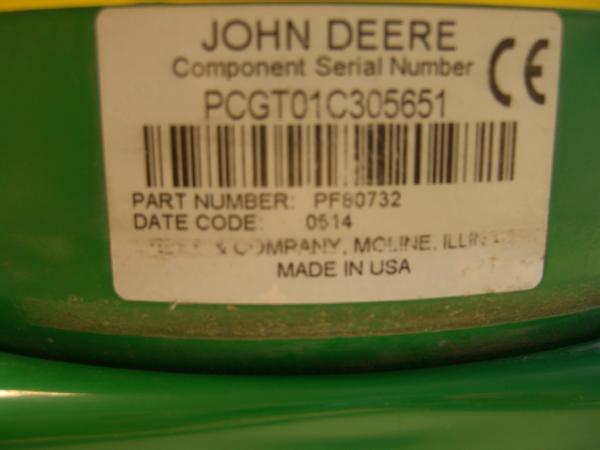 JOHN DEERE
Component Serial Number
CE
PCGT01C305651
PART NUMBER: PF80732
DATE CODE: 0514
& COMPANY, MOLINE,
MADE IN USA